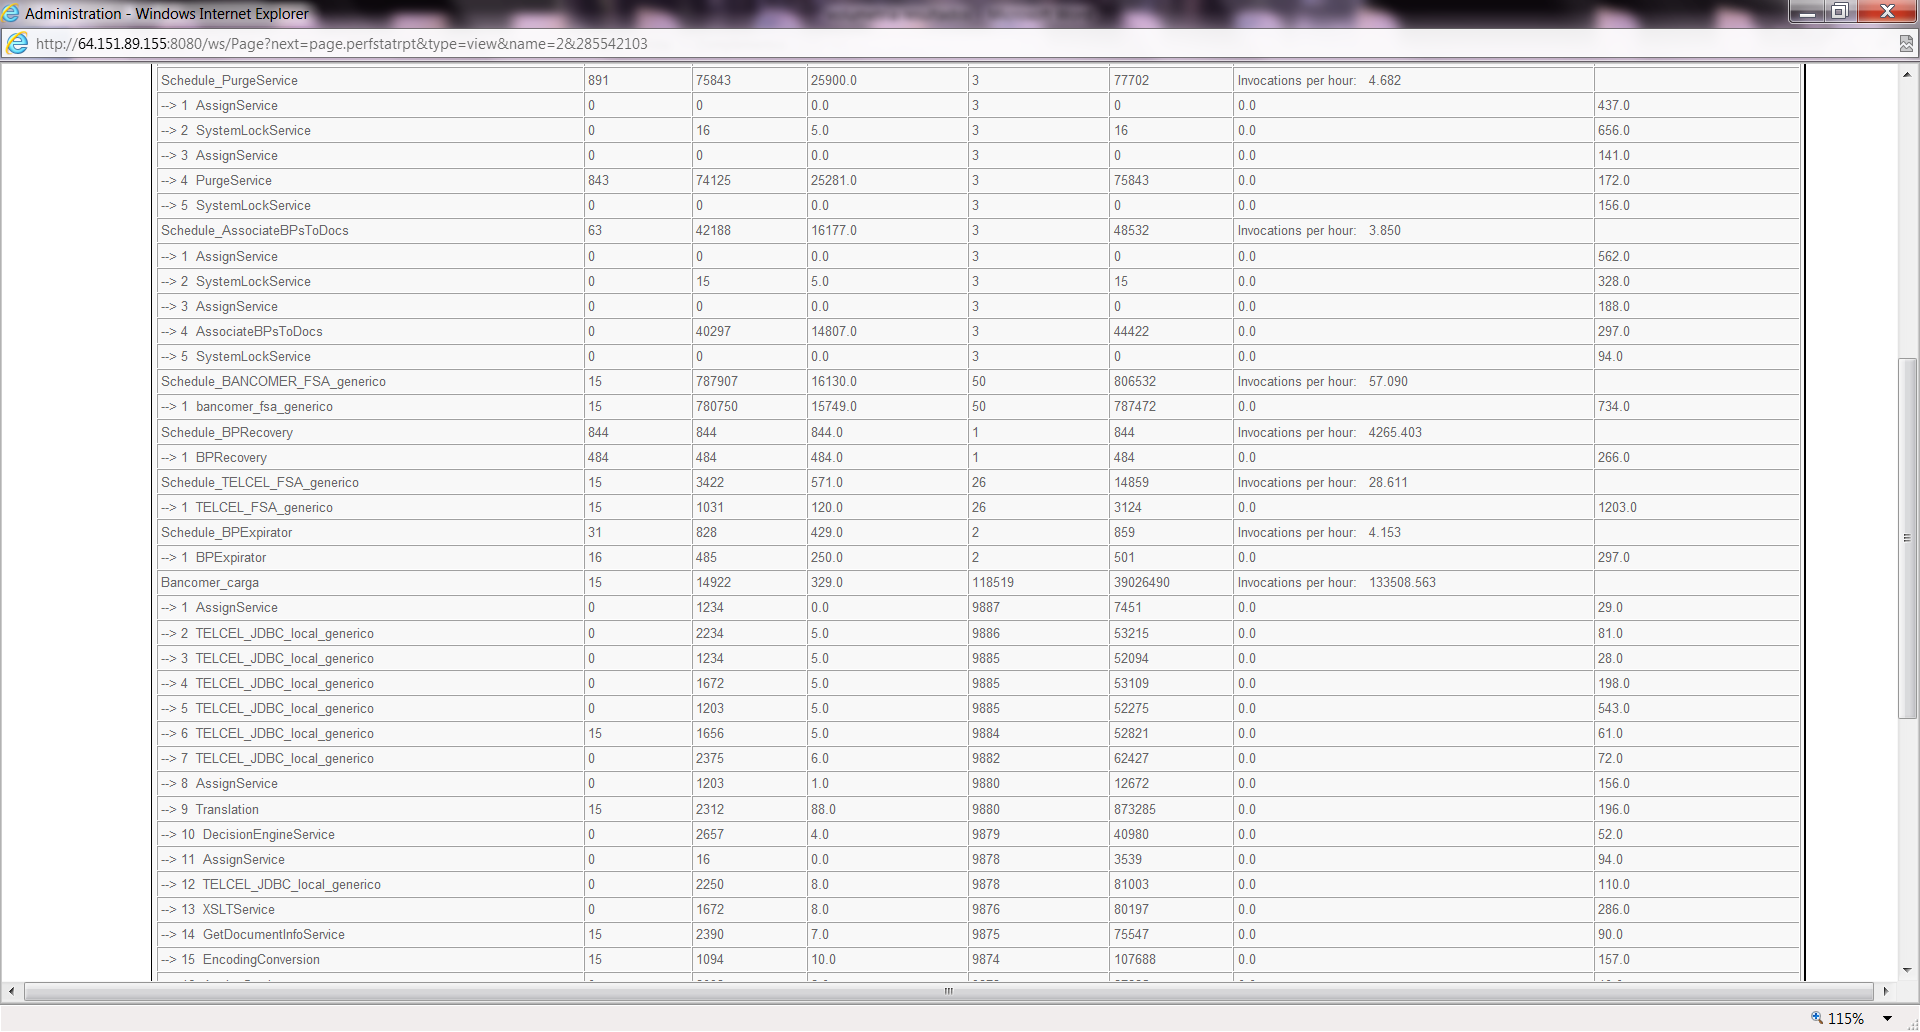 Administration - Windows Internet Explorer
http://64.151.89.155:8080/ws/Page?next=page.perfstatrpt&type=view&name=2&285542103
Schedule_PurgeService 891 75843 25900.0 3 77702 Invocations per hour: 4.682
--> 1 AssignService 0 0 0.0 3 0 0.0 437.0
--> 2 SystemLockService 0 16 5.0 3 16 0.0 656.0
--> 3 AssignService 0 0 0.0 3 0 0.0 141.0
--> 4 PurgeService 843 74125 25281.0 3 75843 0.0 172.0
--> 5 SystemLockService 0 0 0.0 3 0 0.0 156.0
Schedule_AssociateBPsToDocs 63 42188 16177.0 3 48532 Invocations per hour: 3.850
--> 1 AssignService 0 0 0.0 3 0 0.0 562.0
--> 2 SystemLockService 0 15 5.0 3 15 0.0 328.0
--> 3 AssignService 0 0 0.0 3 0 0.0 188.0
--> 4 AssociateBPsToDocs 0 40297 14807.0 3 44422 0.0 297.0
--> 5 SystemLockService 0 0 0.0 3 0 0.0 94.0
Schedule_BANCOMER_FSA_generico 15 787907 16130.0 50 806532 Invocations per hour: 57.090
--> 1 bancomer_fsa_generico 15 780750 15749.0 50 787472 0.0 734.0
Schedule_BPRecovery 844 844 844.0 1 844 Invocations per hour: 4265.403
--> 1 BPRecovery 484 484 484.0 1 484 0.0 266.0
Schedule_TELCEL_FSA_generico 15 3422 571.0 26 14859 Invocations per hour: 28.611
--> 1 TELCEL_FSA_generico 15 1031 120.0 26 3124 0.0 1203.0
Schedule_BPExpirator 31 828 429.0 2 859 Invocations per hour: 4.153
--> 1 BPExpirator 16 485 250.0 2 501 0.0 297.0
Bancomer_carga 15 14922 329.0 118519 39026490 Invocations per hour: 133508.563
--> 1 AssignService 0 1234 0.0 9887 7451 0.0 29.0
--> 2 TELCEL_JDBC_local_generico 0 2234 5.0 9886 53215 0.0 81.0
--> 3 TELCEL_JDBC_local_generico 0 1234 5.0 9885 52094 0.0 28.0
--> 4 TELCEL_JDBC_local_generico 0 1672 5.0 9885 53109 0.0 198.0
--> 5 TELCEL_JDBC_local_generico 0 1203 5.0 9885 52275 0.0 543.0
--> 6 TELCEL_JDBC_local_generico 15 1656 5.0 9884 52821 0.0 61.0
--> 7 TELCEL_JDBC_local_generico 0 2375 6.0 9882 62427 0.0 72.0
--> 8 AssignService 0 1203 1.0 9880 12672 0.0 156.0
--> 9 Translation 15 2312 88.0 9880 873285 0.0 196.0
--> 10 DecisionEngineService 0 2657 4.0 9879 40980 0.0 52.0
--> 11 AssignService 0 16 0.0 9878 3539 0.0 94.0
--> 12 TELCEL_JDBC_local_generico 0 2250 8.0 9878 81003 0.0 110.0
--> 13 XSLTService 0 1672 8.0 9876 80197 0.0 286.0
--> 14 GetDocumentInfoService 15 2390 7.0 9875 75547 0.0 90.0
--> 15 EncodingConversion 15 1094 10.0 9874 107688 0.0 157.0
115%